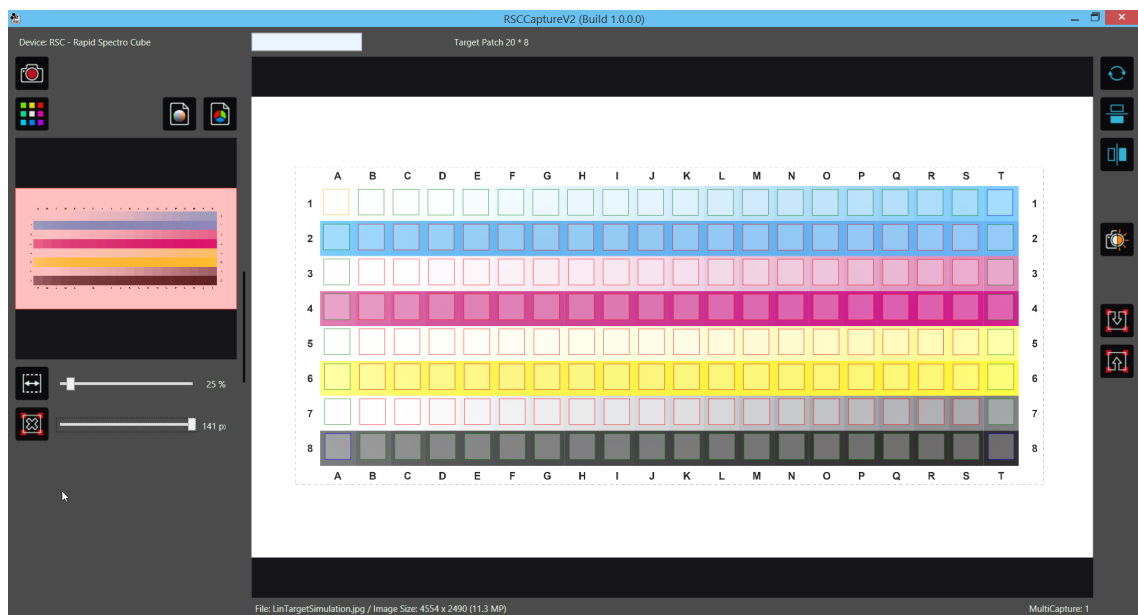 RSCCaptureV2 (Build 1.0.0.0)
Device: RSC - Rapid Spectro Cube
Target Patch 20 * 8
A B C D E F G H I J K L M N O P Q R S T
1 1
2 2
3 3
4 4
5 5
6 6
7 7
8 8
A B C D E F G H I J K L M N O P Q R S T
25 %
141 p
File: LinTargetSimulation.jpg / Image Size: 4554 x 2490 (11.3 MP)
MultiCapture: 1